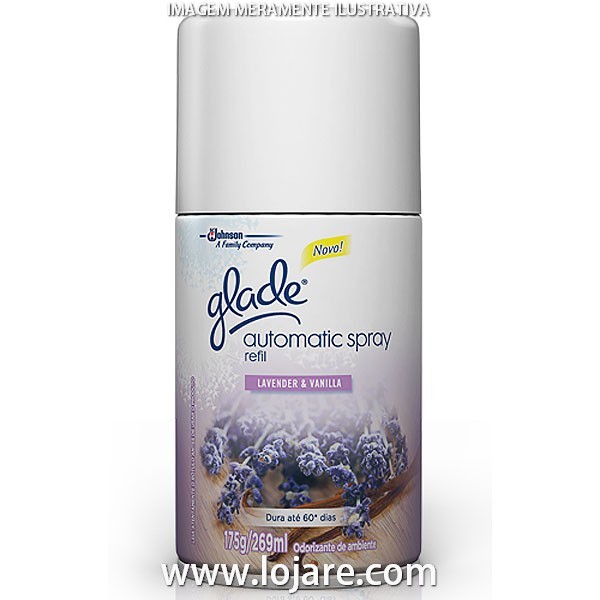 IMAGEM MERAMENTE ILUSTRATIVA
Johnson
A Family Company
Novo!
glade®
automatic spray
refil
LAVENDER & VANILLA
Dura até 60* dias
175g/269ml Odorizante de ambiente
www.lojare.com